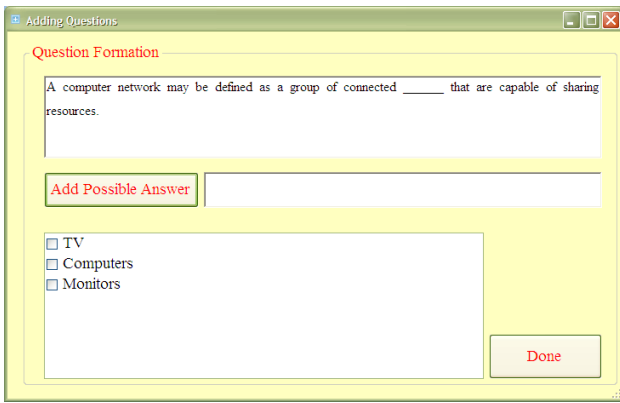 Adding Questions
Question Formation
A computer network may be defined as a group of connected ______ that are capable of sharing
resources.
Add Possible Answer
TV
Computers
Monitors
Done